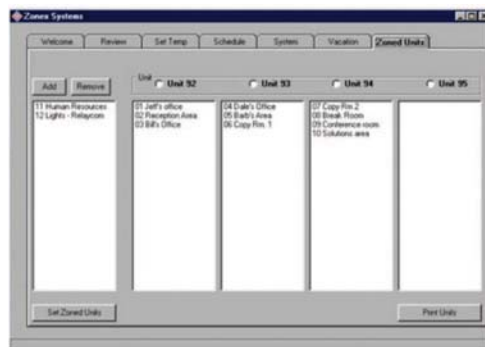 Zonex Systems
Welcome Review Set Temp Schedule System Vacation Zoned Units
Add Remove
Unit
Unit 92 Unit 93 Unit 94 Unit 95
11 Human Resources
12 Lights - Relaycom
01 Jeff's office
02 Reception Area
03 Bill's Office
04 Dale's Office
05 Barb's Area
06 Copy Rm. 1
07 Copy Rm 2
08 Break Room
09 Conference room
10 Solutions area
Set Zoned Units
Print Units